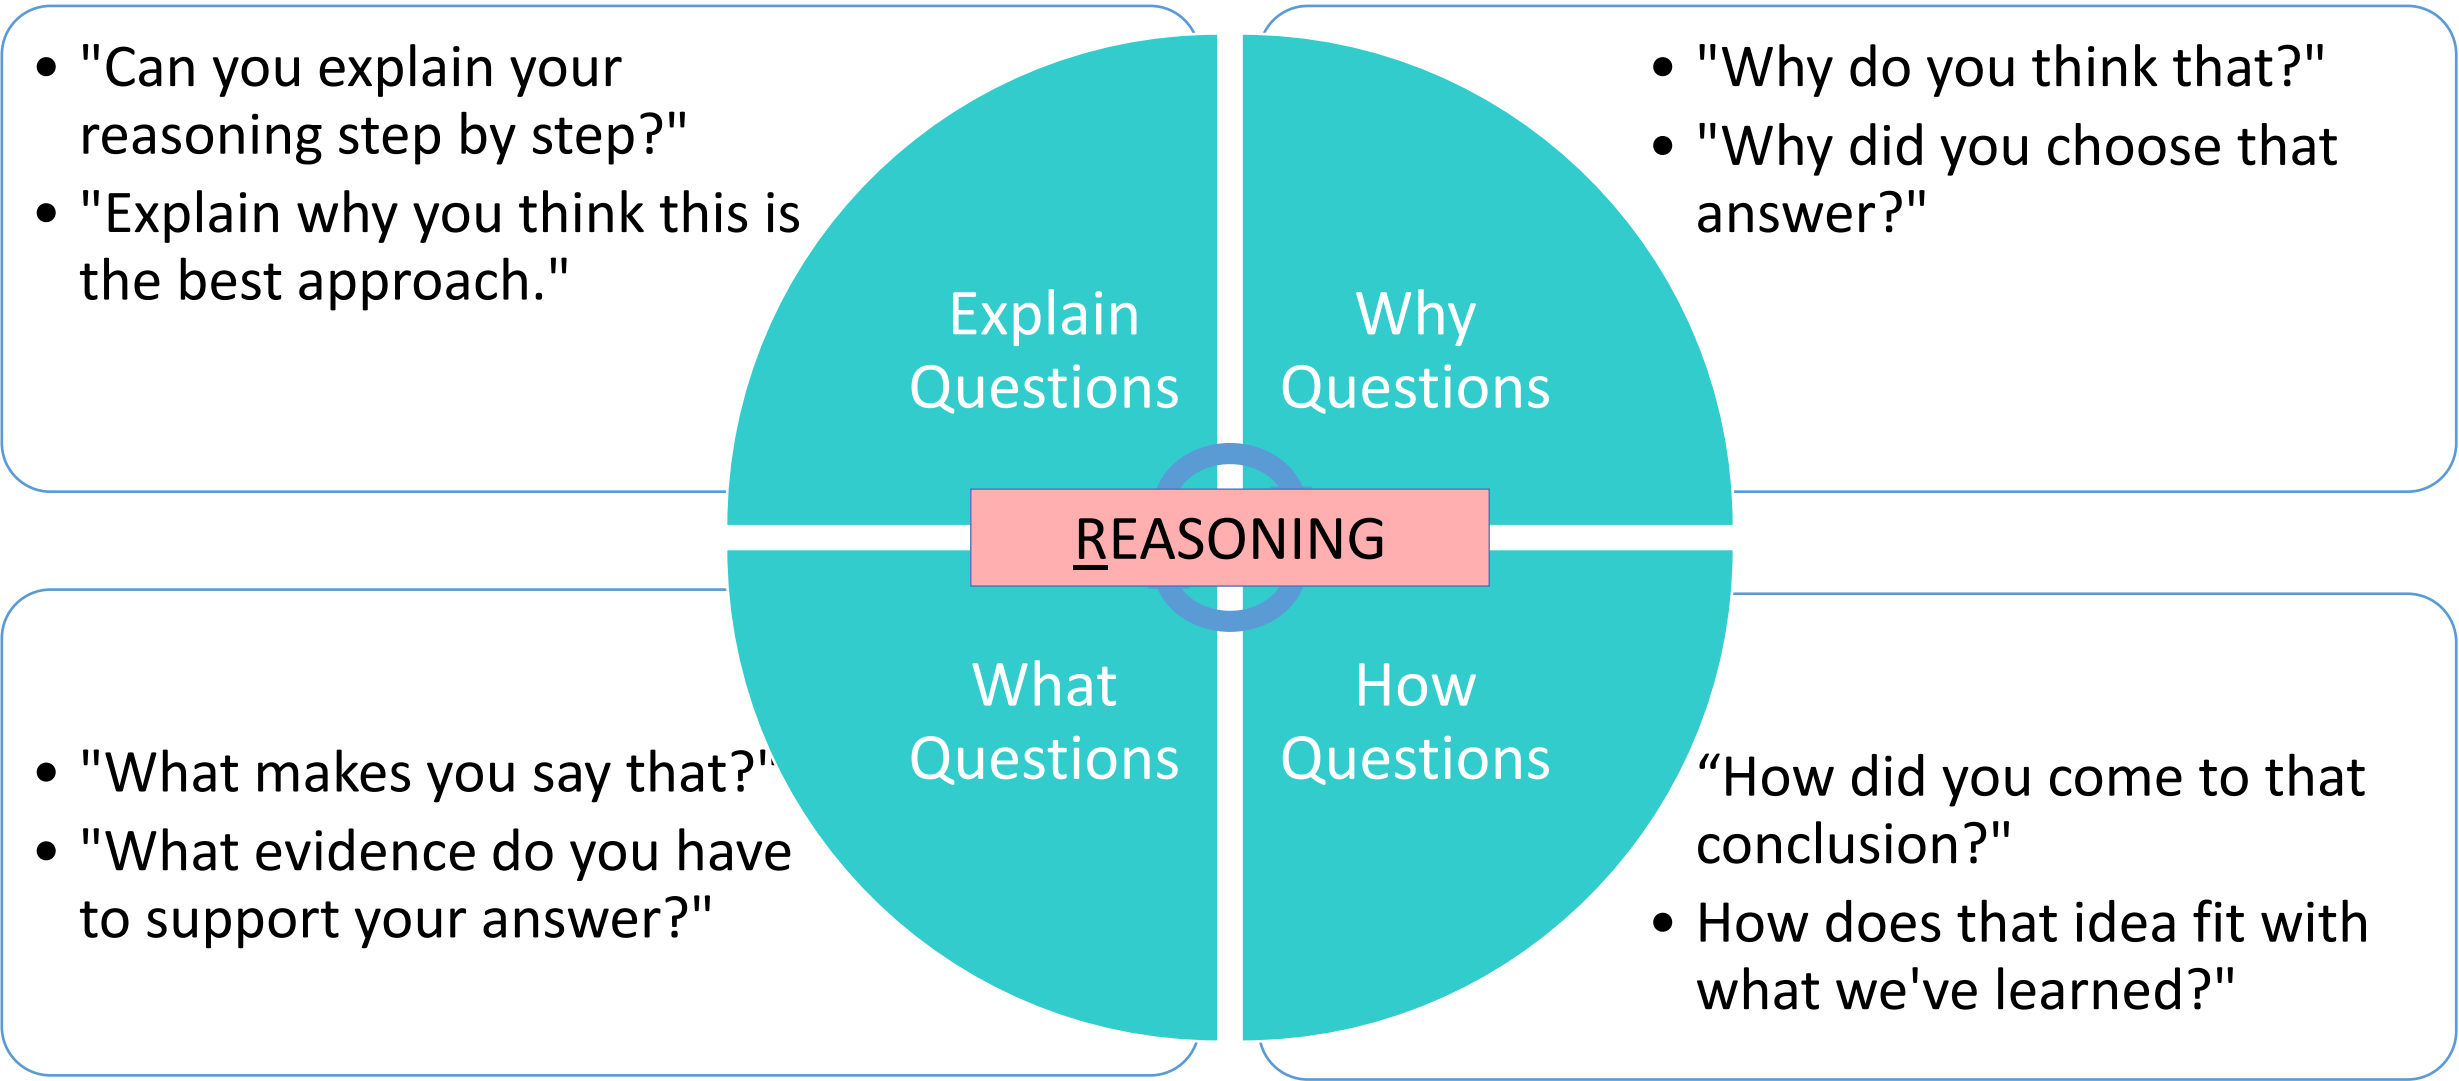 • "Can you explain your
reasoning step by step?"
• "Explain why you think this is
the best approach."
• "Why do you think that?"
• "Why did you choose that
answer?"
Explain
Questions
Why
Questions
REASONING
What
Questions
How
Questions
• "What makes you say that?"
• "What evidence do you have
to support your answer?"
“How did you come to that
conclusion?"
• How does that idea fit with
what we've learned?"